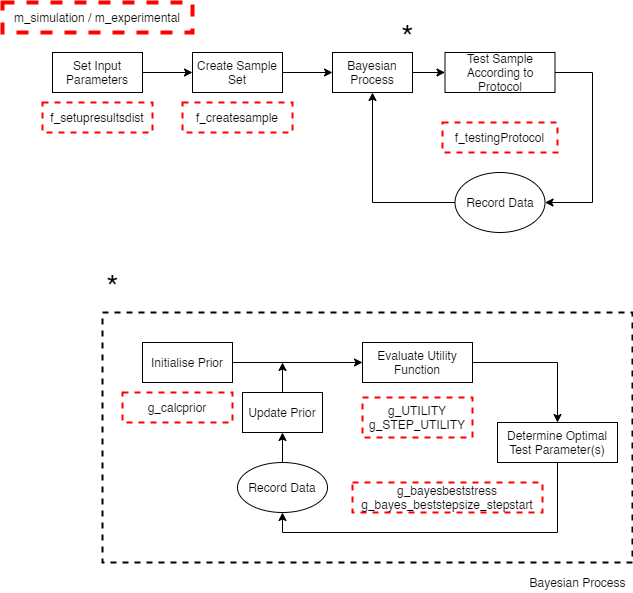 m_simulation / m_experimental
*
Set Input
Parameters
Create Sample
Set
Bayesian
Process
Test Sample
According to
Protocol
f_setupresultsdist
f_createsample
f_testingProtocol
Record Data
*
Initialise Prior
Evaluate Utility
Function
g_calcprior
Update Prior
g_UTILITY
g_STEP_UTILITY
Determine Optimal
Test Parameter(s)
Record Data
g_bayesbeststress
g_bayes_beststepsize_stepstart
Bayesian Process